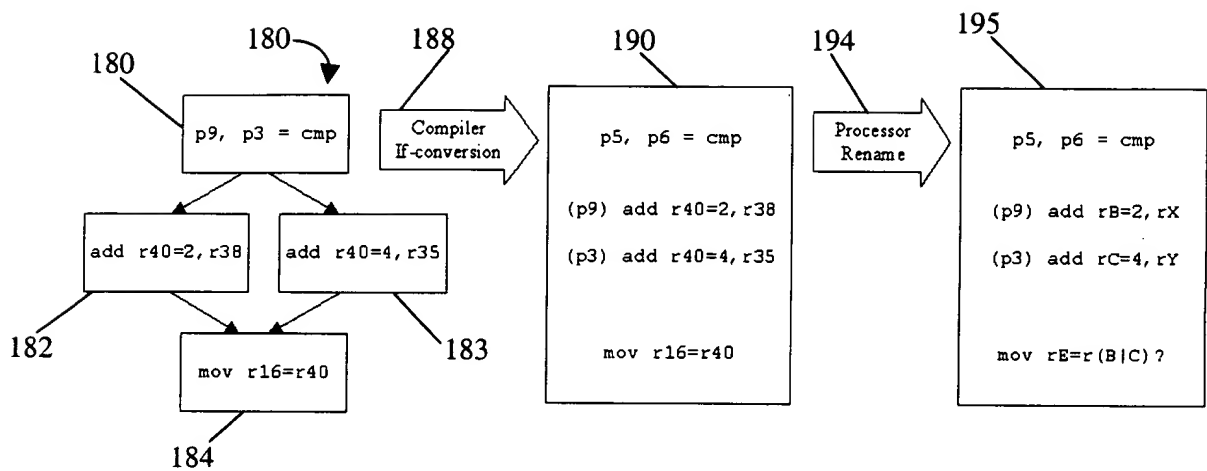 180
180
188
190
194
195
p9, p3 = cmp
Compiler
If-conversion
p5, p6 = cmp
Processor
Rename
p5, p6 = cmp
(p9) add r40=2,r38
(p9) add rB=2,rX
add r40=2,r38
add r40=4,r35
(p3) add r40=4,r35
(p3) add rC=4,rY
182
183
mov r16=r40
mov r16=r40
mov rE=r(B|C)?
184